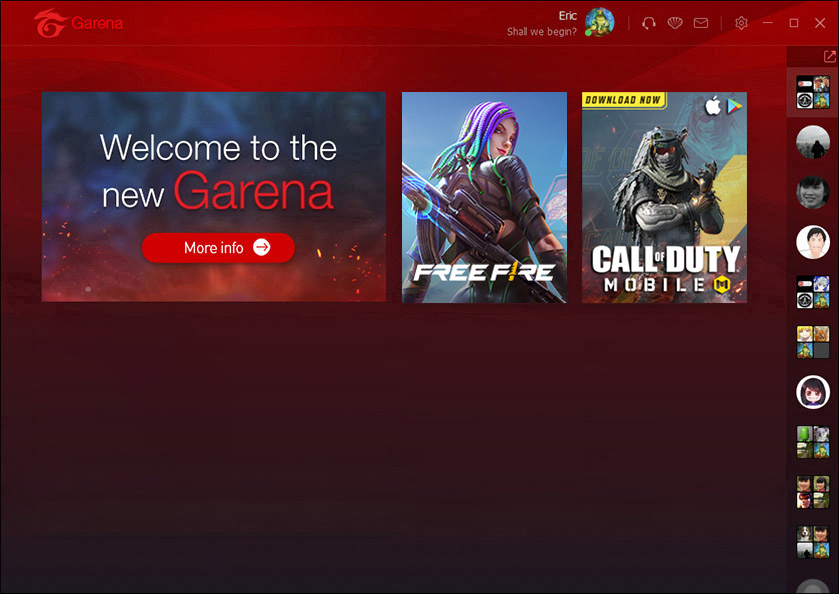 Garena
Eric
Shall we begin?
Welcome to the
new Garena
More info
FREE FIRE
DOWNLOAD NOW
CALL OF DUTY
MOBILE